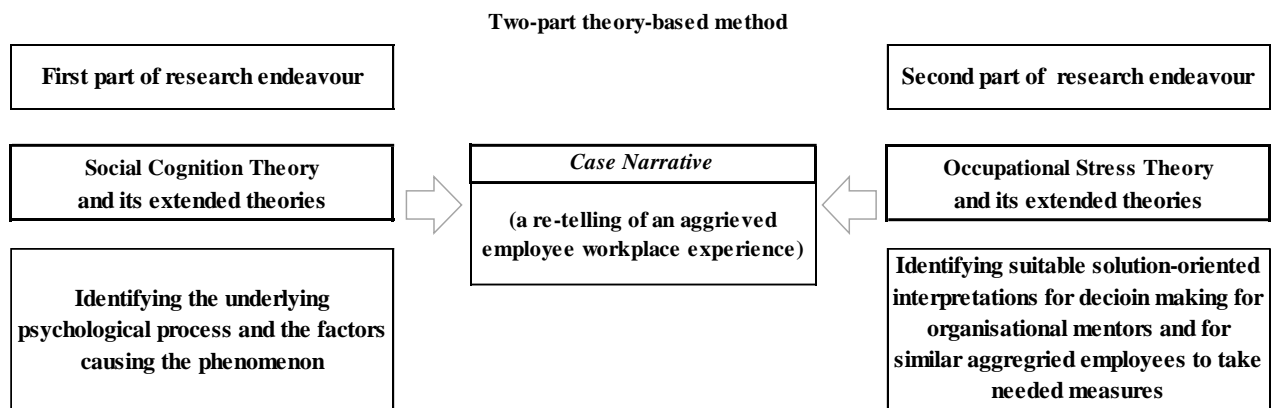 Two-part theory-based method
First part of research endeavour
Second part of research endeavour
Social Cognition Theory
and its extended theories
Case Narrative
(a re-telling of an aggrieved
employee workplace experience)
Occupational Stress Theory
and its extended theories
Identifying the underlying
psychological process and the factors
causing the phenomenon
Identifying suitable solution-oriented
interpretations for decioin making for
organisational mentors and for
similar aggregried employees to take
needed measures